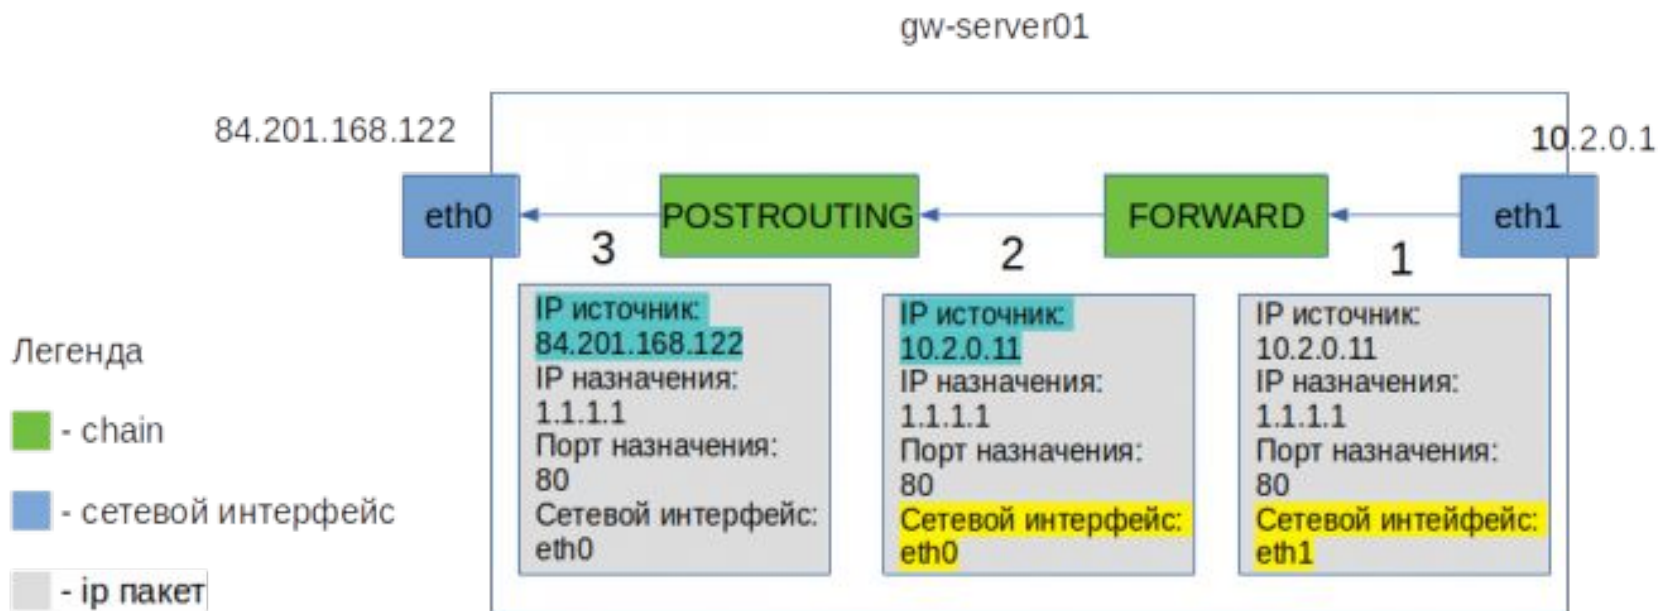 gw-server01
84.201.168.122
10.2.0.1
eth0
POSTROUTING
FORWARD
eth1
3
2
1
IP источник:
84.201.168.122
IP назначения:
1.1.1.1
Порт назначения:
80
Сетевой интерфейс:
eth0
IP источник:
10.2.0.11
IP назначения:
1.1.1.1
Порт назначения:
80
Сетевой интерфейс:
eth0
IP источник:
10.2.0.11
IP назначения:
1.1.1.1
Порт назначения:
80
Сетевой интейфейс:
eth1
Легенда
- chain
- сетевой интерфейс
- ip пакет